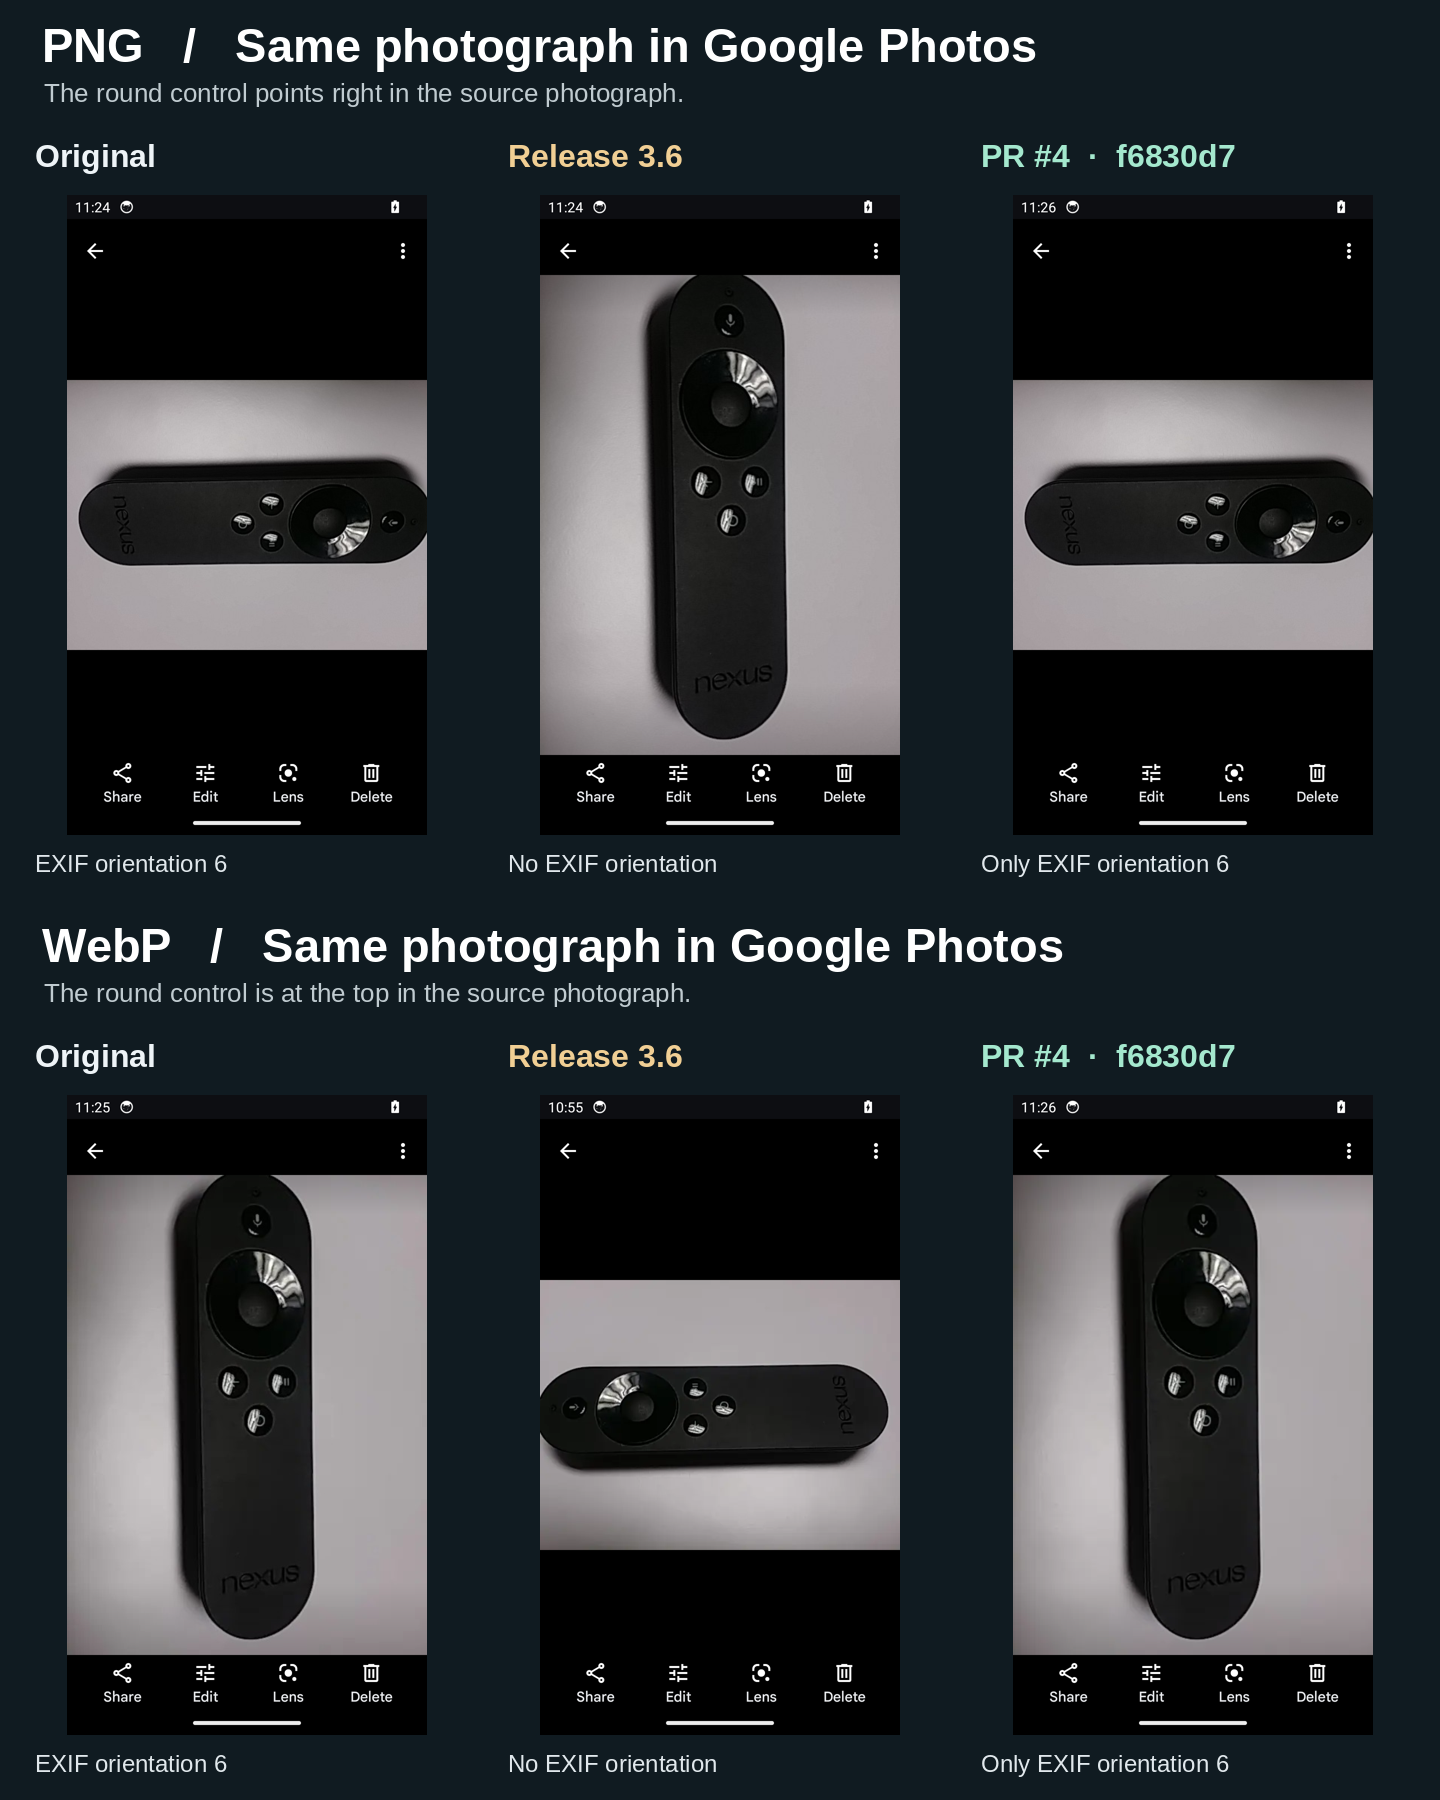 PNG / Same photograph in Google Photos
The round control points right in the source photograph.
Original
Release 3.6
PR #4 · f6830d7
11:24
11:24
11:26
nexus
nexus
nexus
Share Edit Lens Delete
Share Edit Lens Delete
Share Edit Lens Delete
EXIF orientation 6
No EXIF orientation
Only EXIF orientation 6
WebP / Same photograph in Google Photos
The round control is at the top in the source photograph.
Original
Release 3.6
PR #4 · f6830d7
11:25
10:55
11:26
nexus
nexus
nexus
Share Edit Lens Delete
Share Edit Lens Delete
Share Edit Lens Delete
EXIF orientation 6
No EXIF orientation
Only EXIF orientation 6